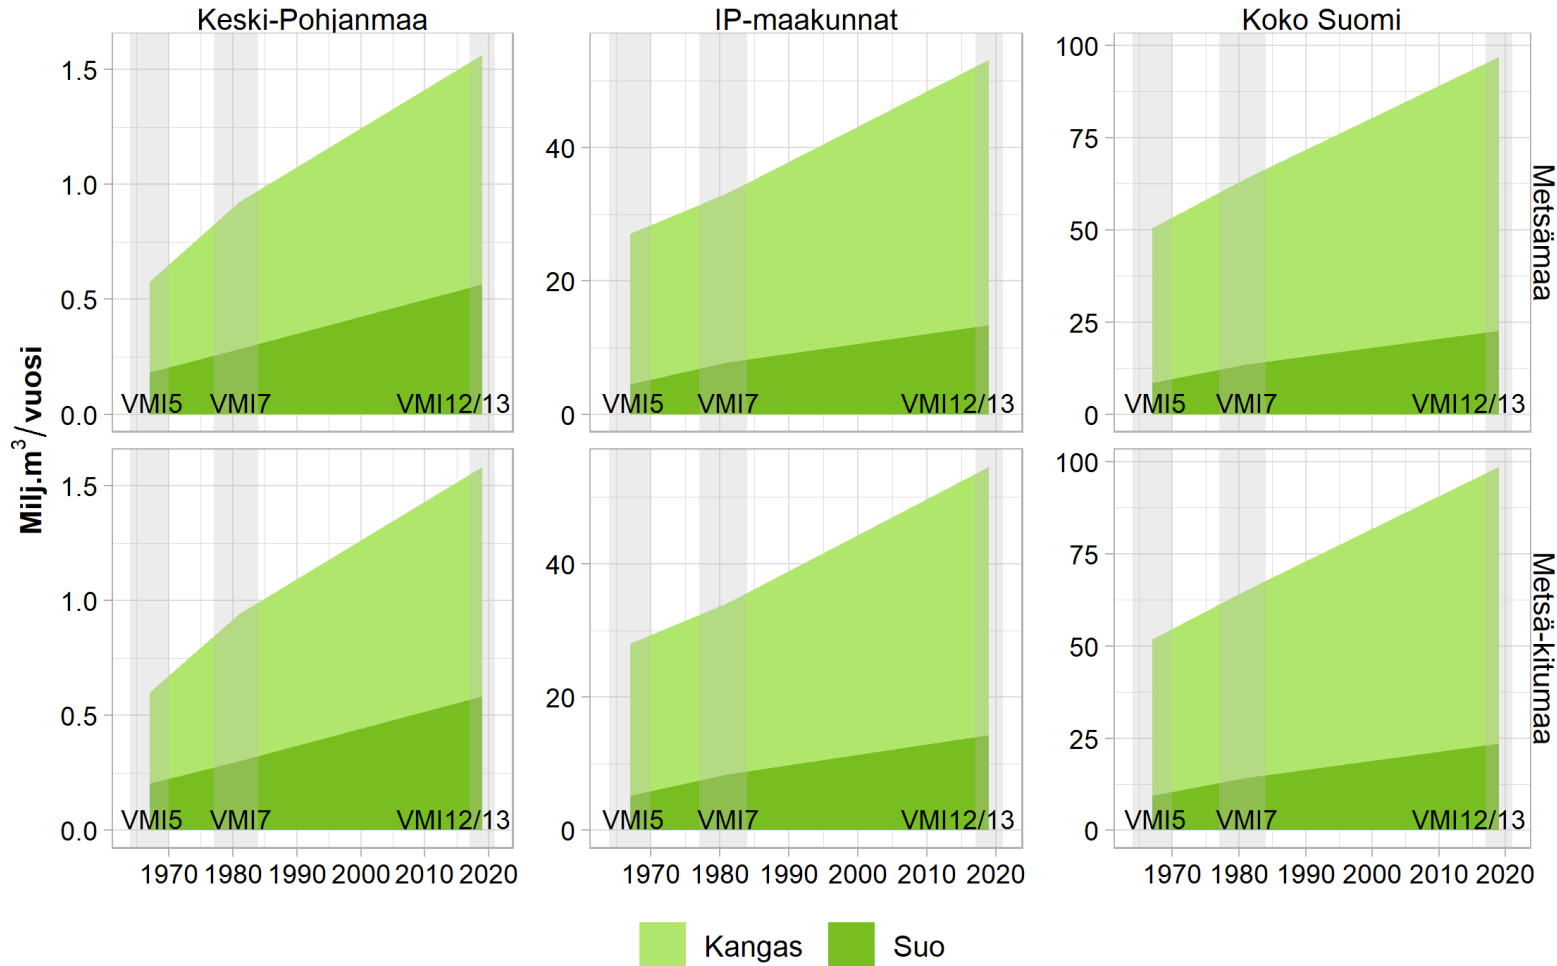 Keski-Pohjanmaa IP-maakunnat Koko Suomi
Milj.m³/vuosi
1.5
1.0
0.5
0.0
VMI5 VMI7 VMI12/13
40
20
0
VMI5 VMI7 VMI12/13
100
75
50
25
0
VMI5 VMI7 VMI12/13
Metsämaa
1.5
1.0
0.5
0.0
VMI5 VMI7 VMI12/13
40
20
0
VMI5 VMI7 VMI12/13
100
75
50
25
0
VMI5 VMI7 VMI12/13
Metsä-kitumaa
1970 1980 1990 2000 2010 2020
1970 1980 1990 2000 2010 2020
1970 1980 1990 2000 2010 2020
Kangas Suo